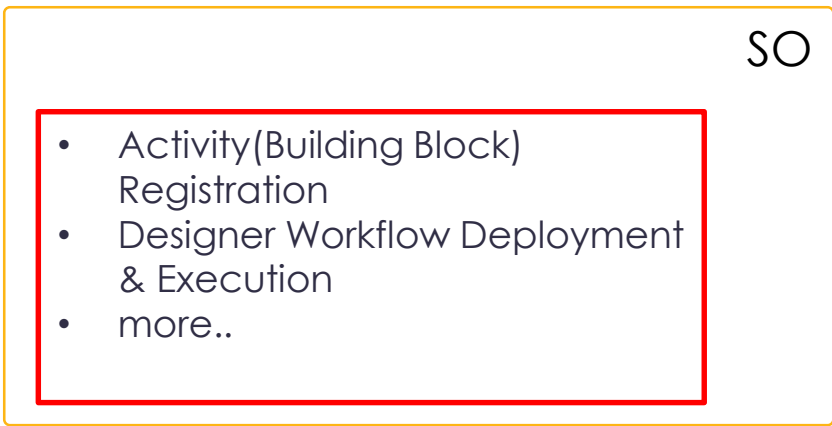 SO
• Activity(Building Block)
Registration
• Designer Workflow Deployment
& Execution
• more..